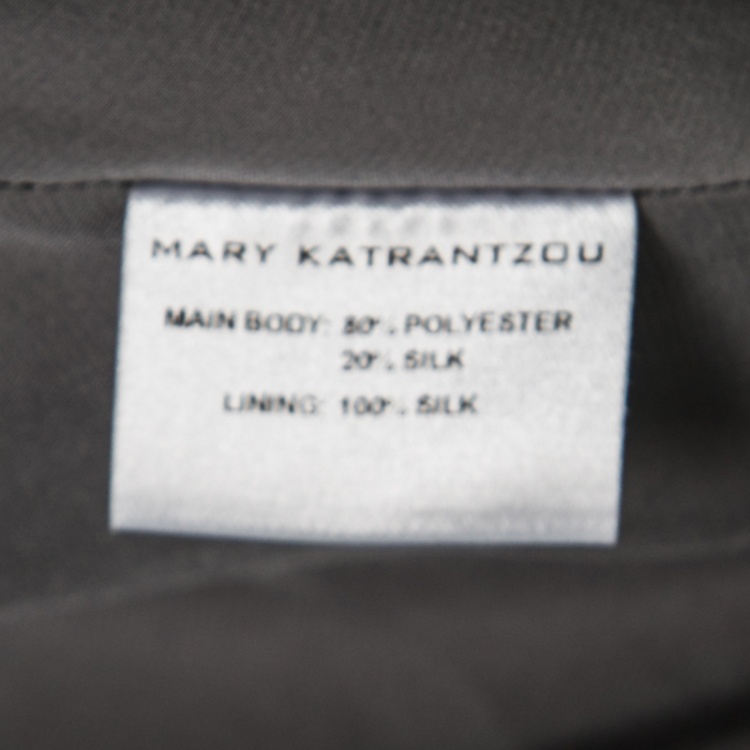 MARY KATRANTZOU
MAIN BODY: 80% POLYESTER
20% SILK
LINING: 100% SILK